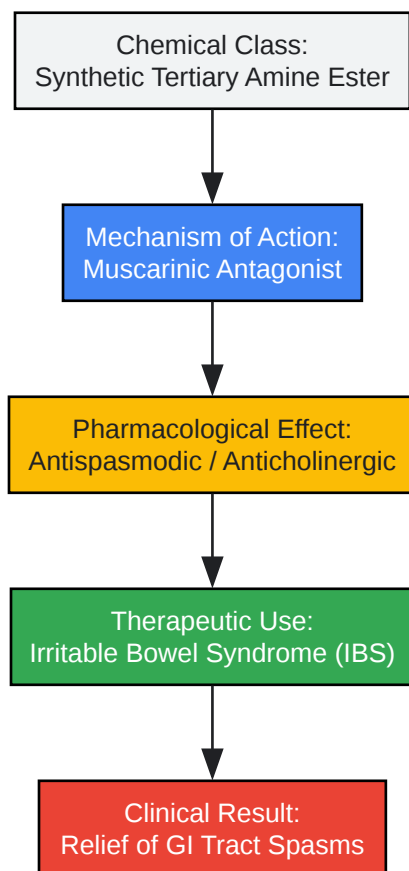 Chemical Class:
Synthetic Tertiary Amine Ester
Mechanism of Action:
Muscarinic Antagonist
Pharmacological Effect:
Antispasmodic / Anticholinergic
Therapeutic Use:
Irritable Bowel Syndrome (IBS)
Clinical Result:
Relief of GI Tract Spasms